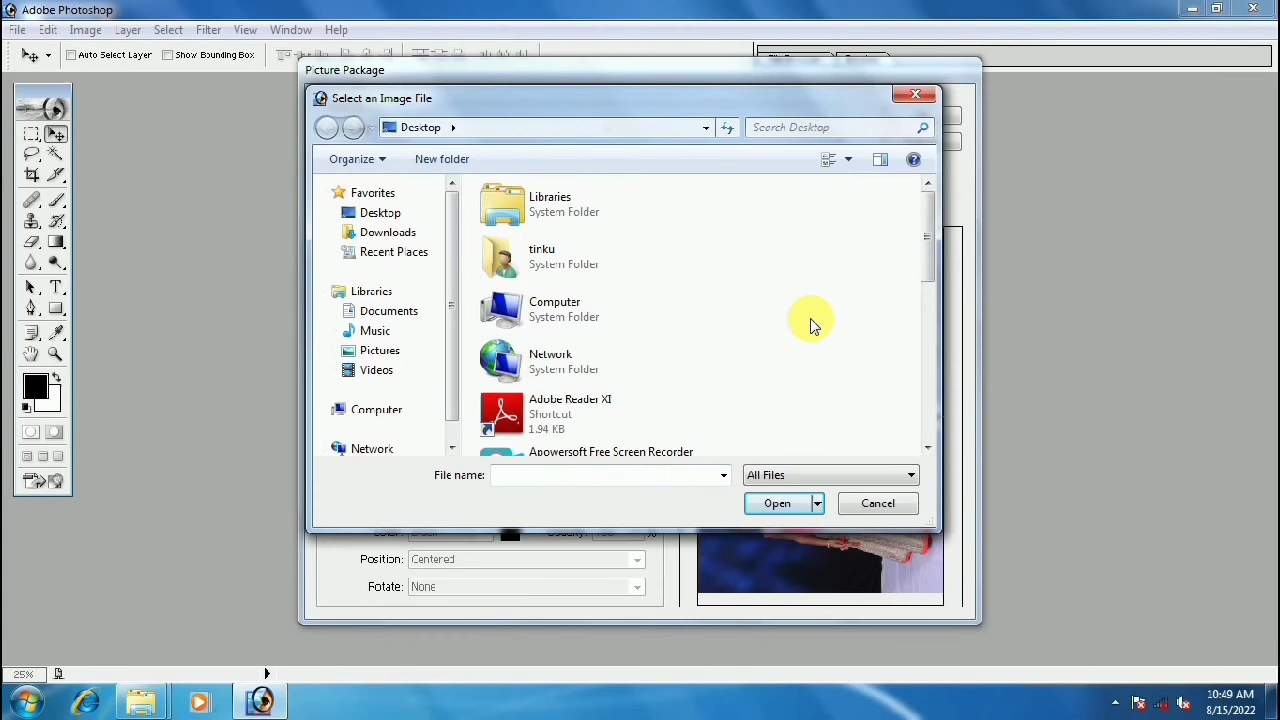 Adobe Photoshop
File Edit Image Layer Select Filter View Window Help
Auto Select Layer Show Bounding Box
Picture Package
Select an Image File
Desktop
Search Desktop
Organize New folder
Favorites
Desktop
Downloads
Recent Places
Libraries
Documents
Music
Pictures
Videos
Computer
Network
Libraries
System Folder
tinku
System Folder
Computer
System Folder
Network
System Folder
Adobe Reader XI
Shortcut
1.94 KB
Apowersoft Free Screen Recorder
File name:
All Files
Open Cancel
Position: Centered
Rotate: None
25%
10:49 AM
8/15/2022